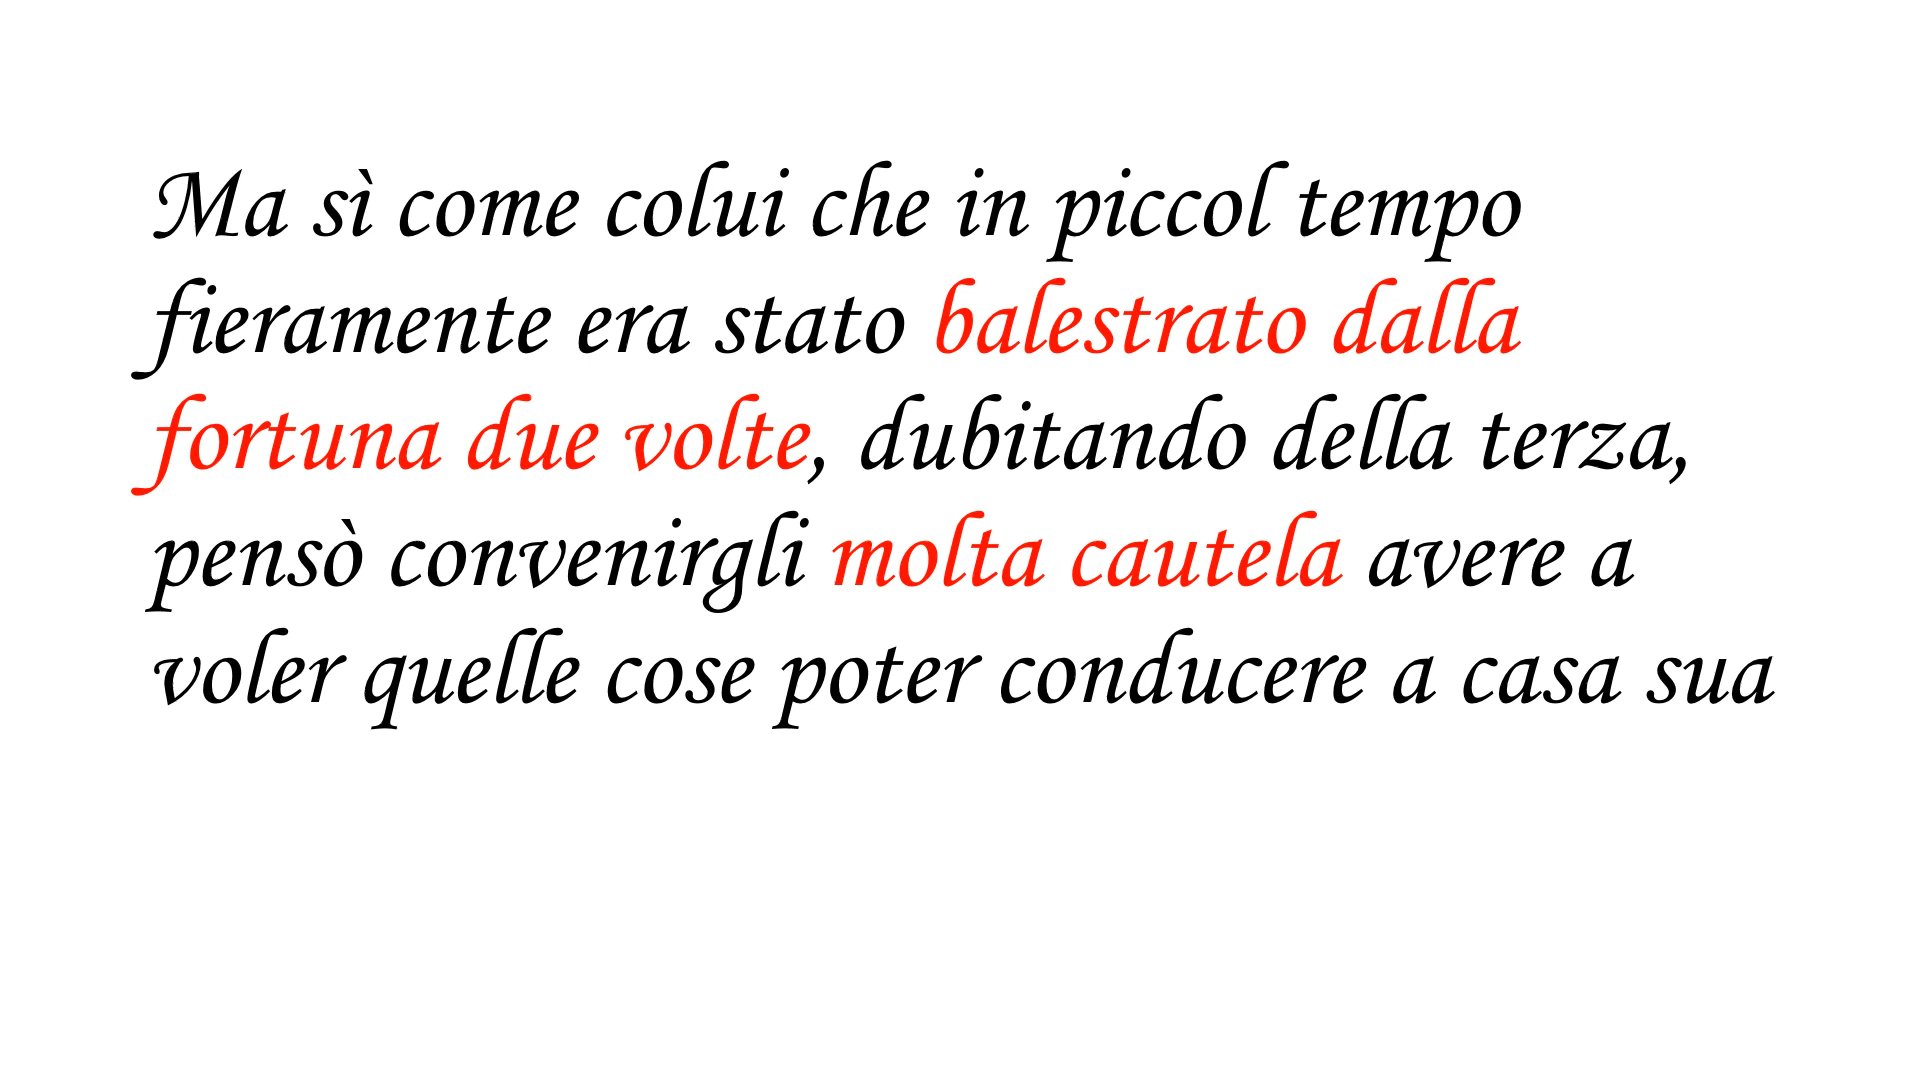 Ma sì come colui che in piccol tempo
fieramente era stato balestrato dalla
fortuna due volte, dubitando della terza,
pensò convenirgli molta cautela avere a
voler quelle cose poter conducere a casa sua